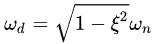 ω_d = √(1 − ξ²) ω_n